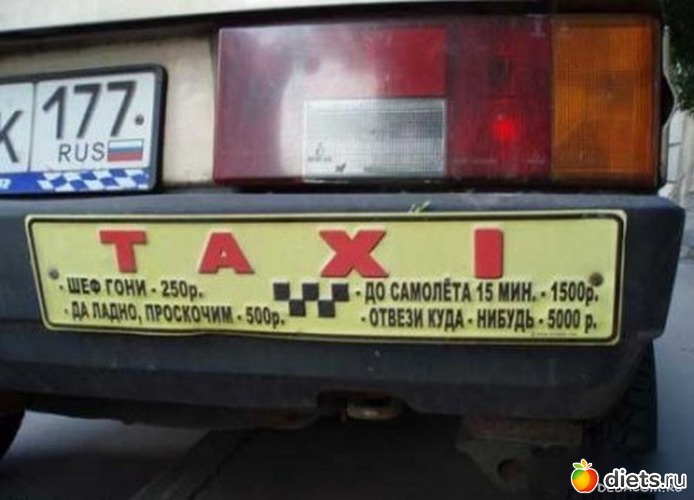 К 177
RUS
TAXI
- ШЕФ ГОНИ - 250р.
- ДА ЛАДНО, ПРОСКОЧИМ - 500р.
- ДО САМОЛЁТА 15 МИН. - 1500р.
- ОТВЕЗИ КУДА - НИБУДЬ - 5000 р.
diets.ru